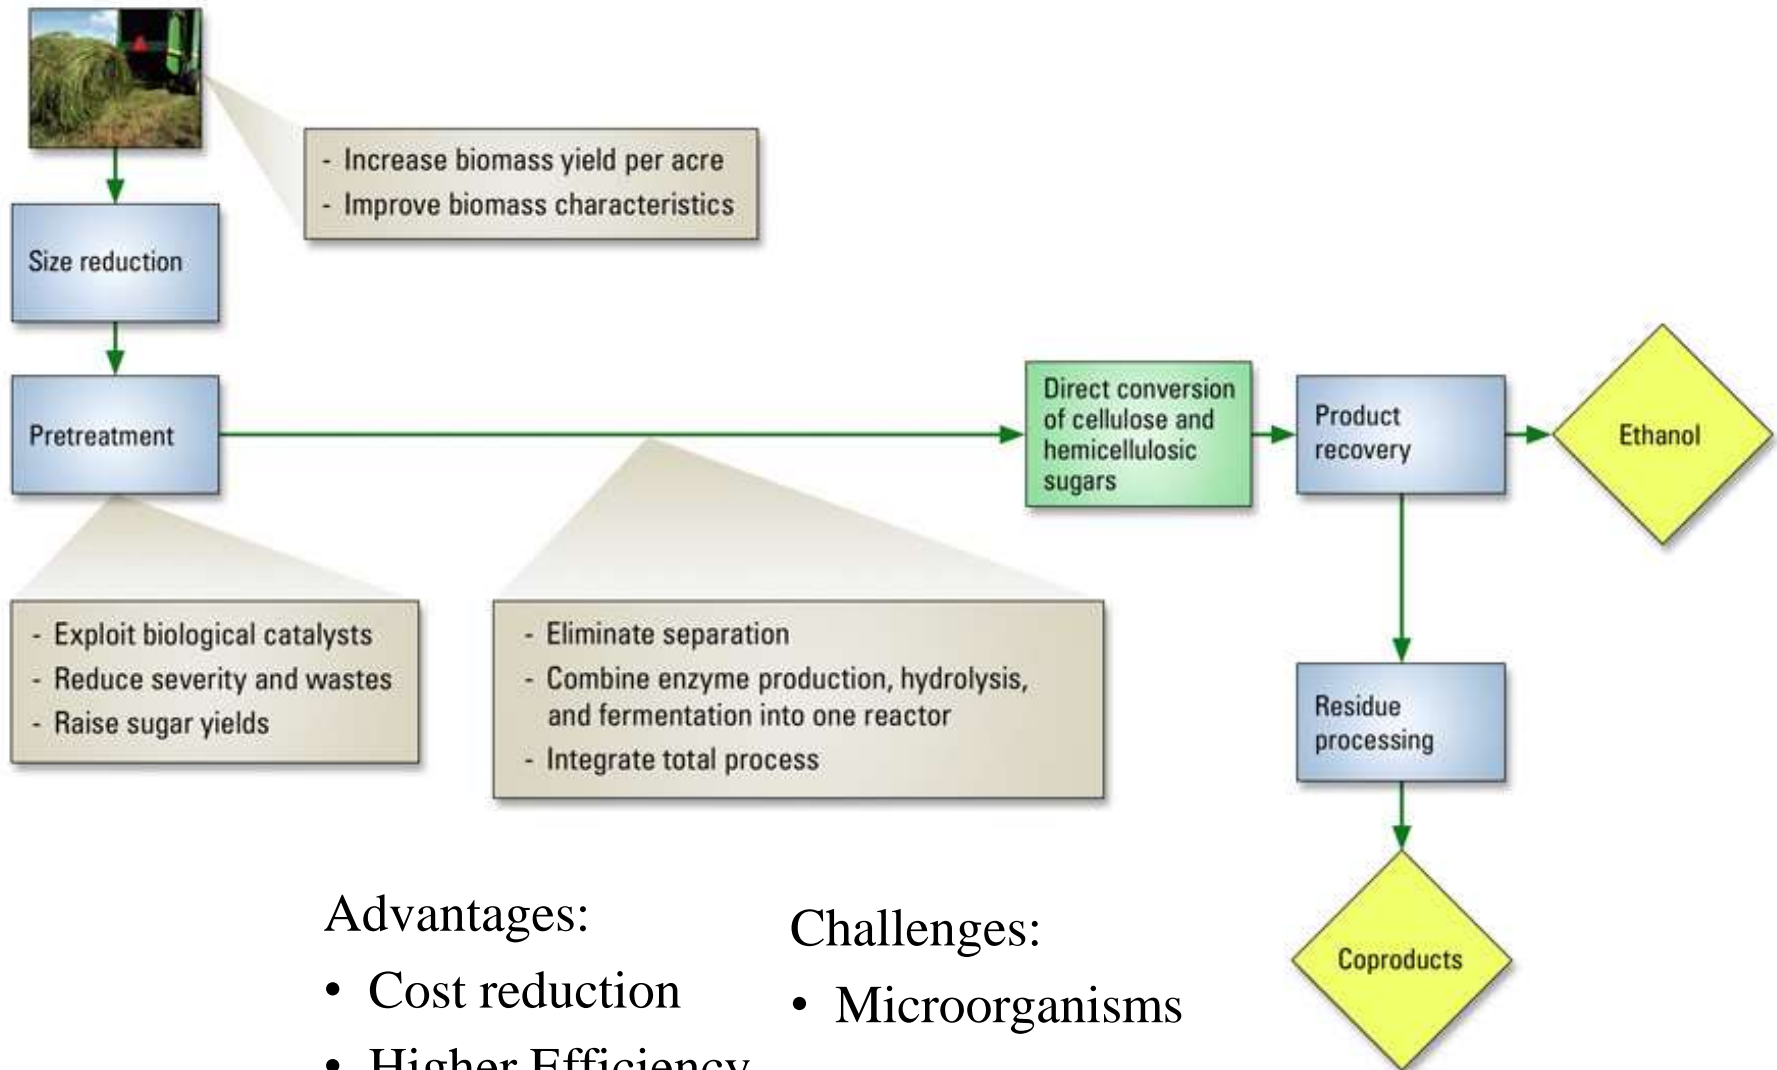 - Increase biomass yield per acre
- Improve biomass characteristics
Size reduction
Pretreatment
Direct conversion
of cellulose and
hemicellulosic
sugars
Product
recovery
Ethanol
- Exploit biological catalysts
- Reduce severity and wastes
- Raise sugar yields
- Eliminate separation
- Combine enzyme production, hydrolysis,
and fermentation into one reactor
- Integrate total process
Residue
processing
Coproducts
Advantages:
• Cost reduction
• Higher Efficiency
Challenges:
• Microorganisms